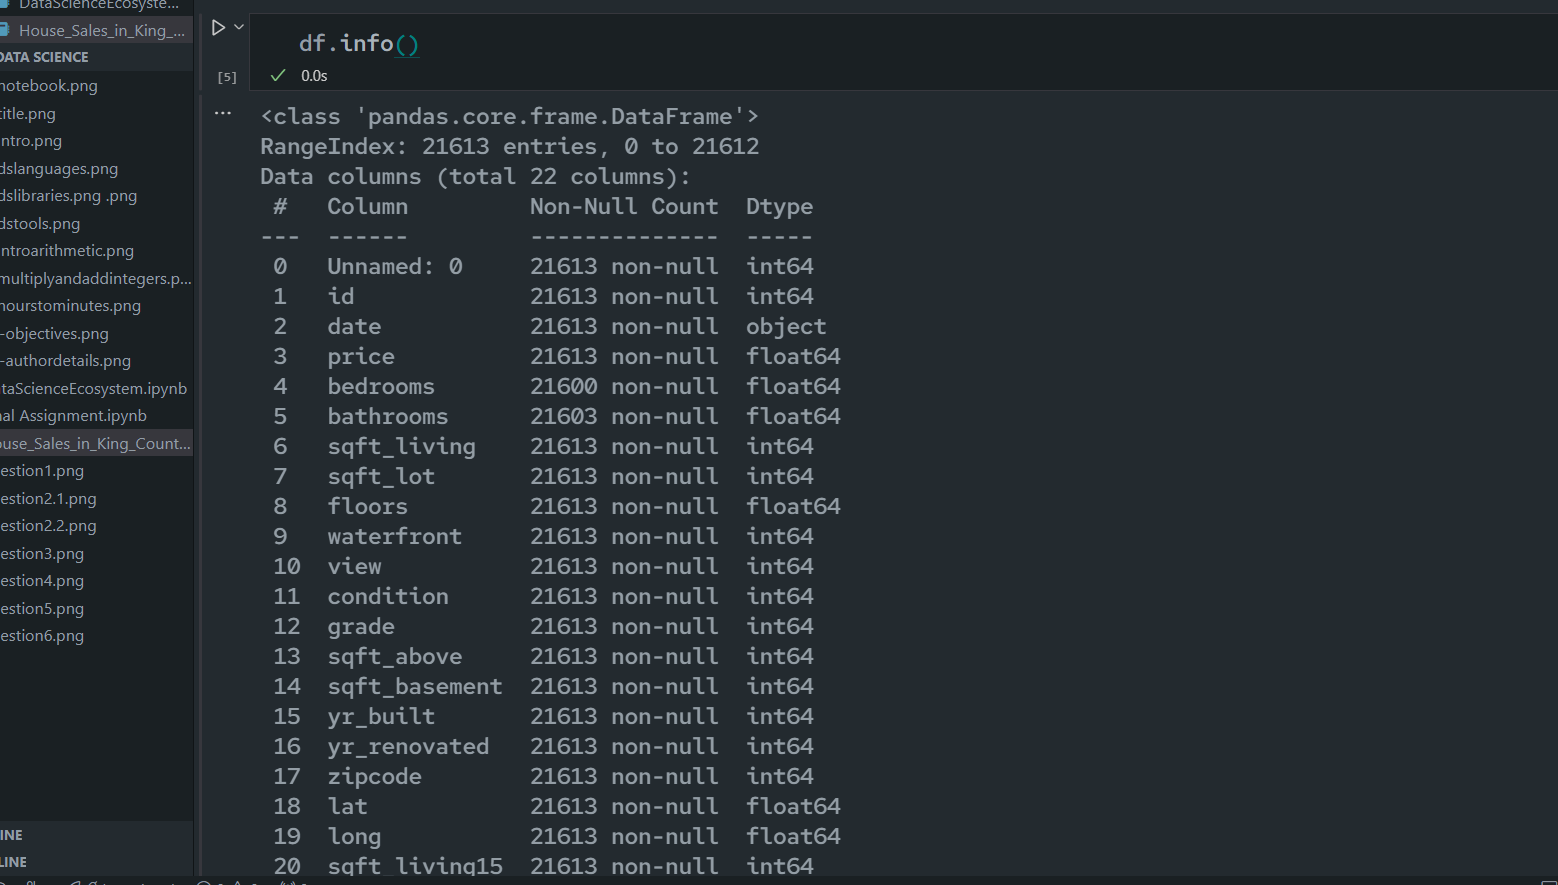 DataScienceEcosyste...
House_Sales_in_King_...
DATA SCIENCE
notebook.png
title.png
intro.png
dslanguages.png
dslibraries.png .png
dstools.png
introarithmetic.png
multiplyandaddintegers.p...
hourstominutes.png
-objectives.png
-authordetails.png
taScienceEcosystem.ipynb
nal Assignment.ipynb
ouse_Sales_in_King_Count...
estion1.png
estion2.1.png
estion2.2.png
estion3.png
estion4.png
estion5.png
estion6.png
INE
LINE
df.info()
[5]
0.0s
<class 'pandas.core.frame.DataFrame'>
RangeIndex: 21613 entries, 0 to 21612
Data columns (total 22 columns):
# Column Non-Null Count Dtype
--- ------ -------------- -----
0 Unnamed: 0 21613 non-null int64
1 id 21613 non-null int64
2 date 21613 non-null object
3 price 21613 non-null float64
4 bedrooms 21600 non-null float64
5 bathrooms 21603 non-null float64
6 sqft_living 21613 non-null int64
7 sqft_lot 21613 non-null int64
8 floors 21613 non-null float64
9 waterfront 21613 non-null int64
10 view 21613 non-null int64
11 condition 21613 non-null int64
12 grade 21613 non-null int64
13 sqft_above 21613 non-null int64
14 sqft_basement 21613 non-null int64
15 yr_built 21613 non-null int64
16 yr_renovated 21613 non-null int64
17 zipcode 21613 non-null int64
18 lat 21613 non-null float64
19 long 21613 non-null float64
20 sqft_living15 21613 non-null int64